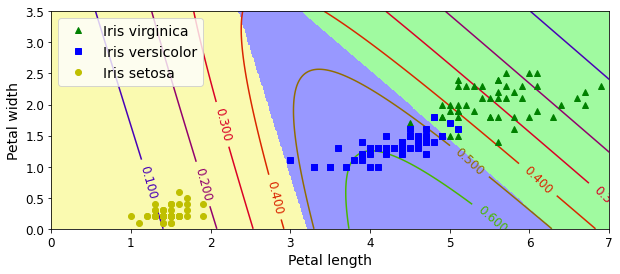 3.5
3.0
2.5
2.0
1.5
1.0
0.5
0.0
Petal width
Iris virginica
Iris versicolor
Iris setosa
0.100
0.200
0.300
0.400
0.500
0.600
0.400
0 1 2 3 4 5 6 7
Petal length